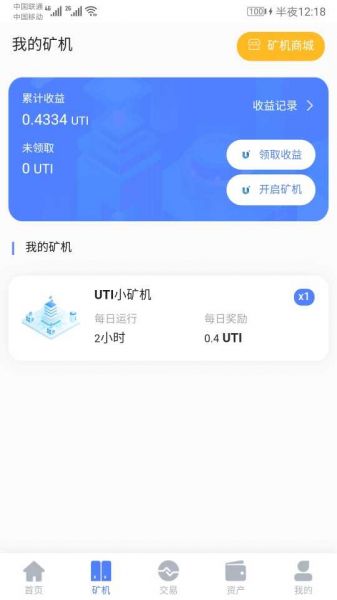 中国联通 4G 2G 100 半夜12:18
中国移动
我的矿机
矿机商城
累计收益
收益记录
0.4334 UTI
未领取
领取收益
0 UTI
开启矿机
我的矿机
UTI小矿机
x1
每日运行 每日奖励
2小时 0.4 UTI
首页 矿机 交易 资产 我的